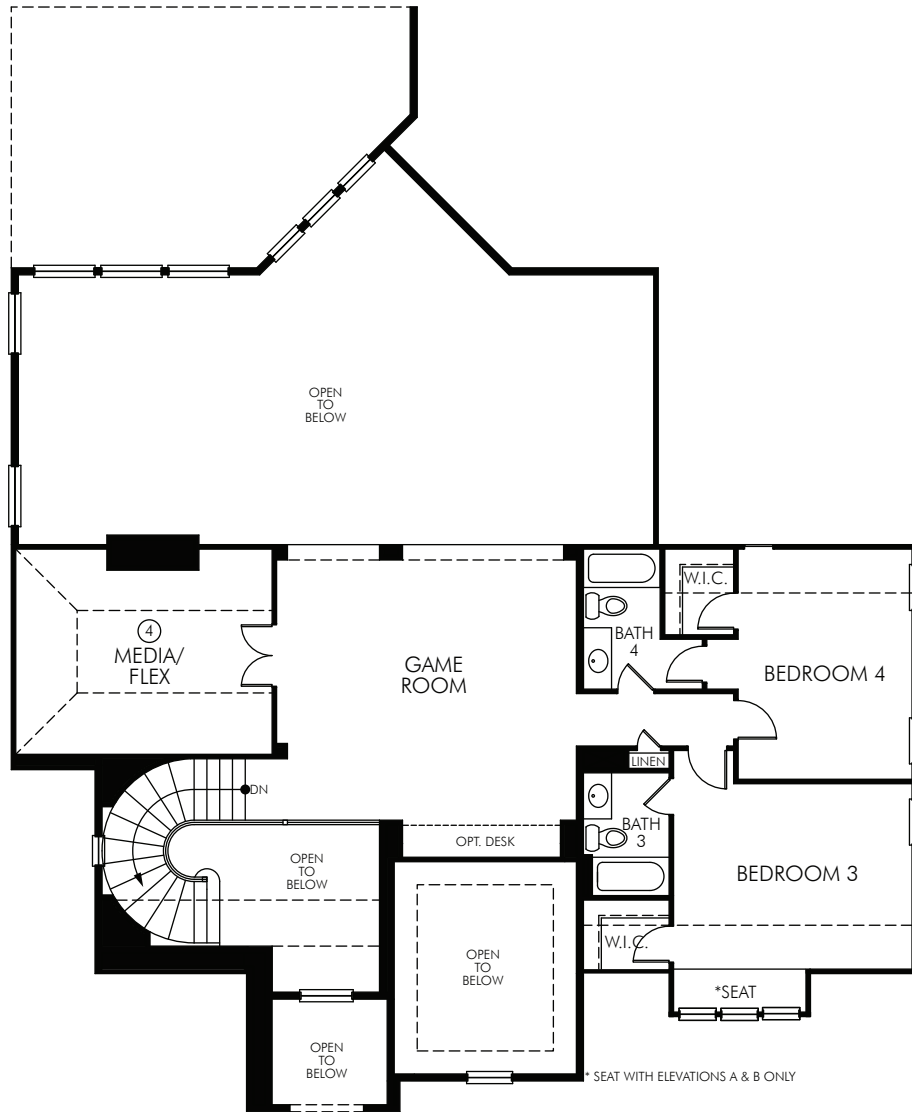 OPEN
TO
BELOW
W.I.C.
4
MEDIA/
FLEX
BATH
4
GAME
ROOM
BEDROOM 4
LINEN
DN
BATH
3
OPT. DESK
OPEN
TO
BELOW
BEDROOM 3
W.I.C.
OPEN
TO
BELOW
*SEAT
OPEN
TO
BELOW
* SEAT WITH ELEVATIONS A & B ONLY